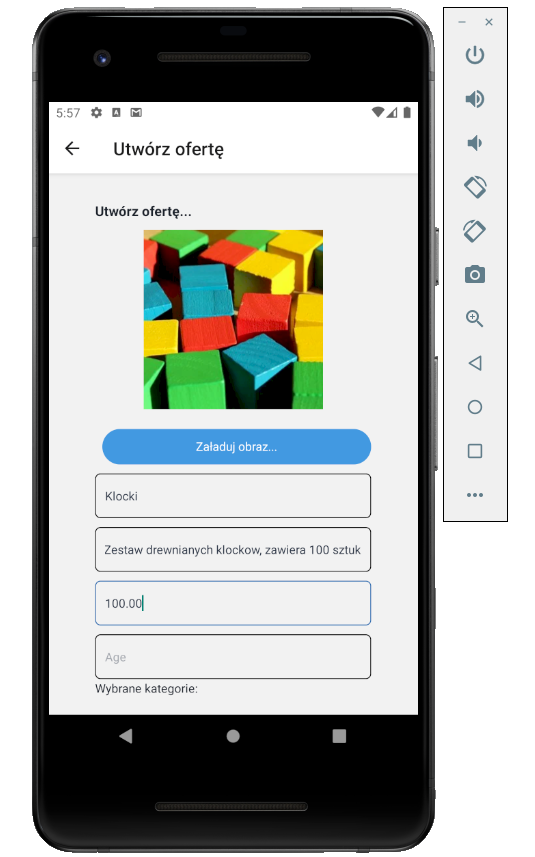 5:57
Utwórz ofertę
Utwórz ofertę...
Załaduj obraz...
Klocki
Zestaw drewnianych klockow, zawiera 100 sztuk
100.00
Age
Wybrane kategorie: